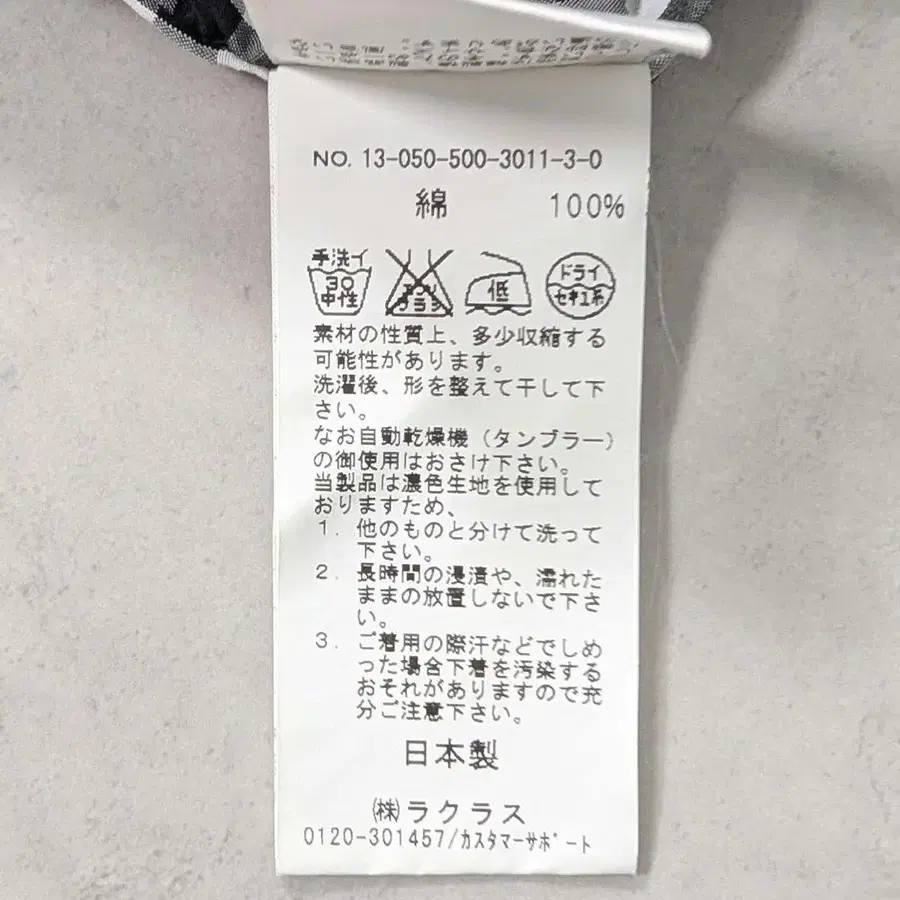 NO. 13-050-500-3011-3-0
綿 100%
手洗イ
30
中性
エンソ
サラシ
低
ドライ
セキユ系
素材の性質上、多少収縮する
可能性があります。
洗濯後、形を整えて干して下
さい。
なお自動乾燥機（タンブラー）
の御使用はおさけ下さい。
当製品は濃色生地を使用して
おりますため、
1. 他のものと分けて洗って
下さい。
2. 長時間の浸漬や、濡れた
ままの放置しないで下さ
い。
3. ご着用の際汗などでしめ
った場合下着を汚染する
おそれがありますので充
分ご注意下さい。
日本製
㈱ラクラス
0120-301457/ｶｽﾀﾏｰｻﾎﾟｰﾄ